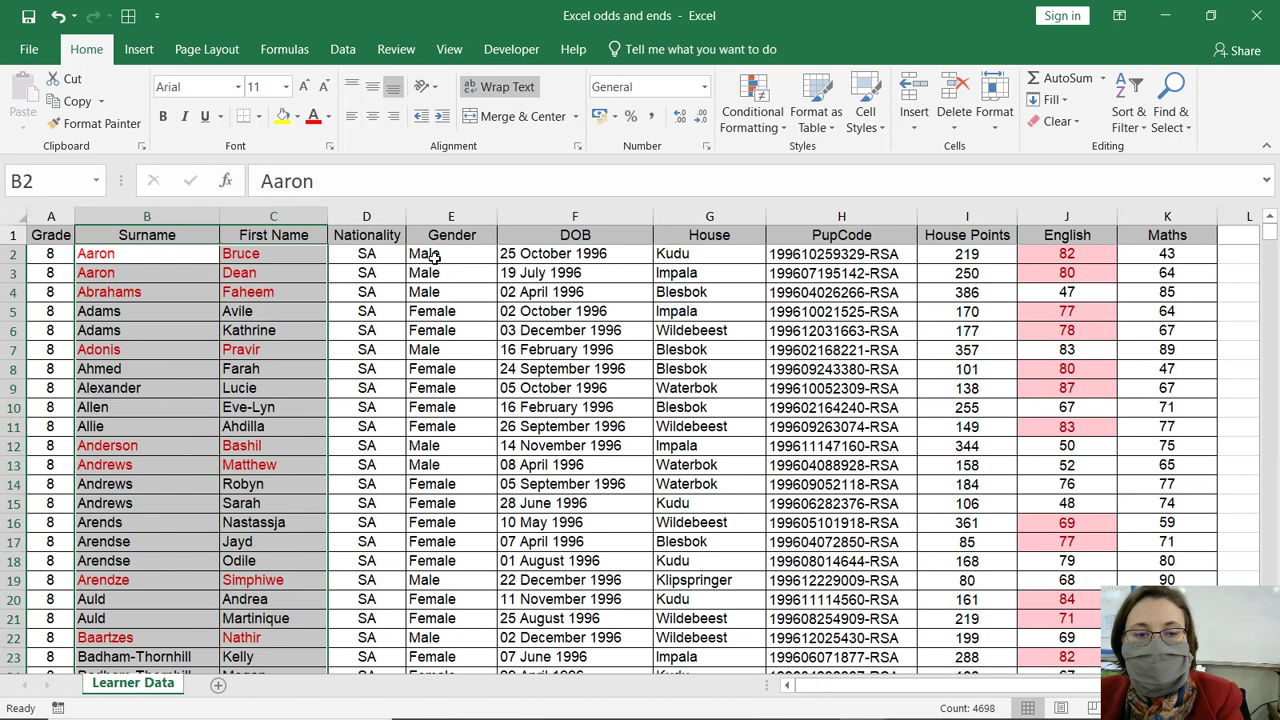 Excel odds and ends - Excel
Sign in
File Home Insert Page Layout Formulas Data Review View Developer Help Tell me what you want to do Share
Paste Cut Copy Format Painter Clipboard
Arial 11 B I U A Font
Wrap Text Merge & Center Alignment
General % , Number
Conditional Formatting Format as Table Cell Styles Styles
Insert Delete Format Cells
AutoSum Fill Clear Sort & Filter Find & Select Editing
B2 fx Aaron
A B C D E F G H I J K L
1 Grade Surname First Name Nationality Gender DOB House PupCode House Points English Maths
2 8 Aaron Bruce SA Male 25 October 1996 Kudu 199610259329-RSA 219 82 43
3 8 Aaron Dean SA Male 19 July 1996 Impala 199607195142-RSA 250 80 64
4 8 Abrahams Faheem SA Male 02 April 1996 Blesbok 199604026266-RSA 386 47 85
5 8 Adams Avile SA Female 02 October 1996 Impala 199610021525-RSA 170 77 64
6 8 Adams Kathrine SA Female 03 December 1996 Wildebeest 199612031663-RSA 177 78 67
7 8 Adonis Pravir SA Male 16 February 1996 Blesbok 199602168221-RSA 357 83 89
8 8 Ahmed Farah SA Female 24 September 1996 Blesbok 199609243380-RSA 101 80 47
9 8 Alexander Lucie SA Female 05 October 1996 Waterbok 199610052309-RSA 138 87 67
10 8 Allen Eve-Lyn SA Female 16 February 1996 Blesbok 199602164240-RSA 255 67 71
11 8 Allie Ahdilla SA Female 26 September 1996 Wildebeest 199609263074-RSA 149 83 77
12 8 Anderson Bashil SA Male 14 November 1996 Impala 199611147160-RSA 344 50 75
13 8 Andrews Matthew SA Male 08 April 1996 Waterbok 199604088928-RSA 158 52 65
14 8 Andrews Robyn SA Female 05 September 1996 Waterbok 199609052118-RSA 184 76 77
15 8 Andrews Sarah SA Female 28 June 1996 Kudu 199606282376-RSA 106 48 74
16 8 Arends Nastassja SA Female 10 May 1996 Wildebeest 199605101918-RSA 361 69 59
17 8 Arendse Jayd SA Female 07 April 1996 Blesbok 199604072850-RSA 85 77 71
18 8 Arendse Odile SA Female 01 August 1996 Kudu 199608014644-RSA 168 79 80
19 8 Arendze Simphiwe SA Male 22 December 1996 Klipspringer 199612229009-RSA 80 68 90
20 8 Auld Andrea SA Female 11 November 1996 Kudu 199611114560-RSA 161 84
21 8 Auld Martinique SA Female 25 August 1996 Wildebeest 199608254909-RSA 219 71
22 8 Baartzes Nathir SA Male 02 December 1996 Wildebeest 199612025430-RSA 199 69
23 8 Badham-Thornhill Kelly SA Female 07 June 1996 Impala 199606071877-RSA 288 82
Learner Data
Ready Count: 4698